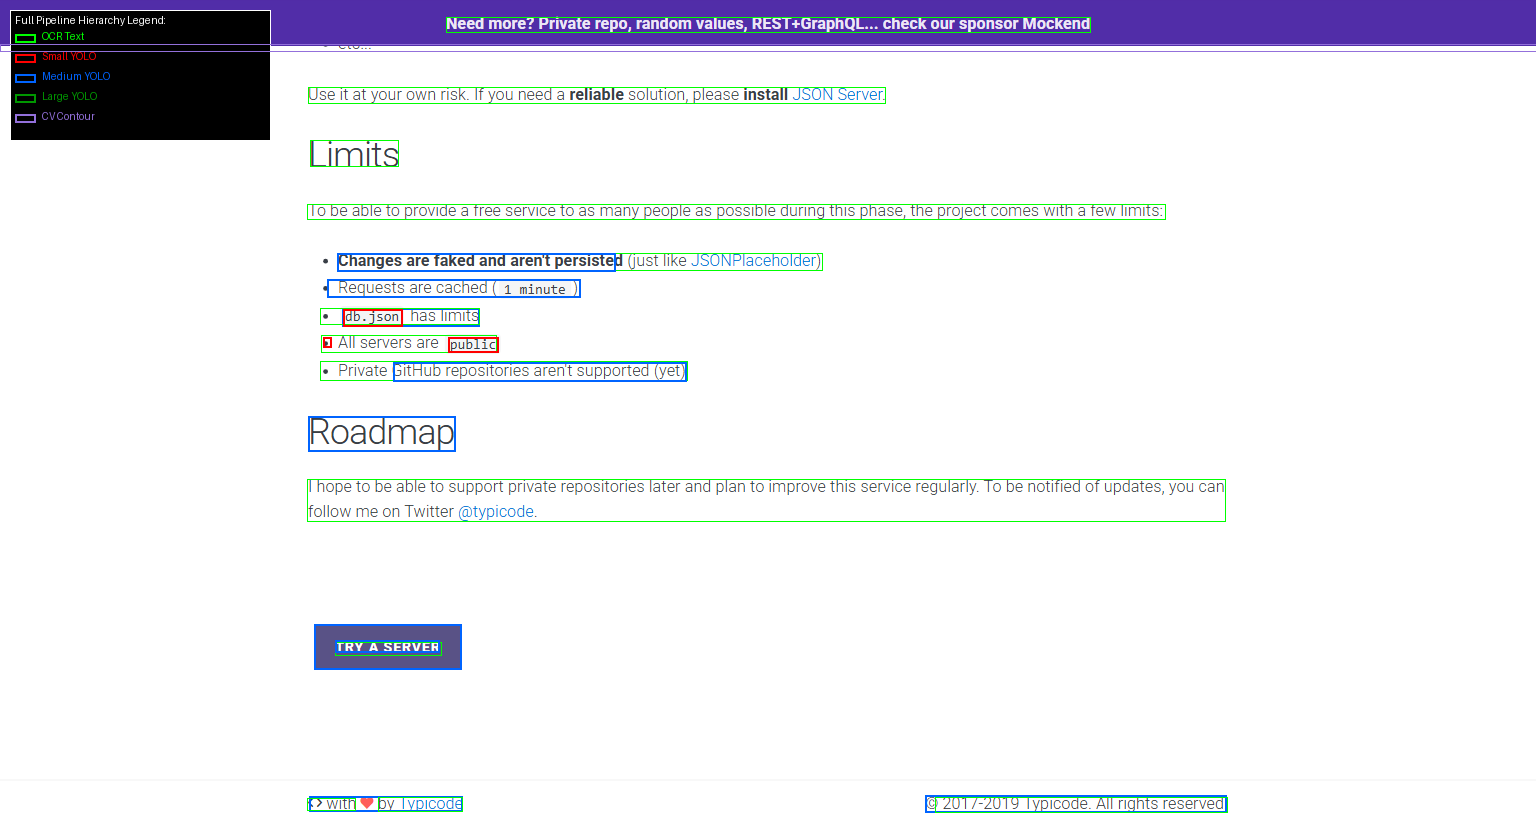 Full Pipeline Hierarchy Legend:
OCR Text
Small YOLO
Medium YOLO
Large YOLO
CV Contour
Need more? Private repo, random values, REST+GraphQL... check our sponsor Mockend
etc...
Use it at your own risk. If you need a reliable solution, please install JSON Server.
Limits
To be able to provide a free service to as many people as possible during this phase, the project comes with a few limits:
• Changes are faked and aren't persisted (just like JSONPlaceholder)
• Requests are cached ( 1 minute )
• db.json has limits
• All servers are public
• Private GitHub repositories aren't supported (yet)
Roadmap
I hope to be able to support private repositories later and plan to improve this service regularly. To be notified of updates, you can
follow me on Twitter @typicode.
TRY A SERVER
<> with ❤ by Typicode
© 2017-2019 Typicode. All rights reserved.